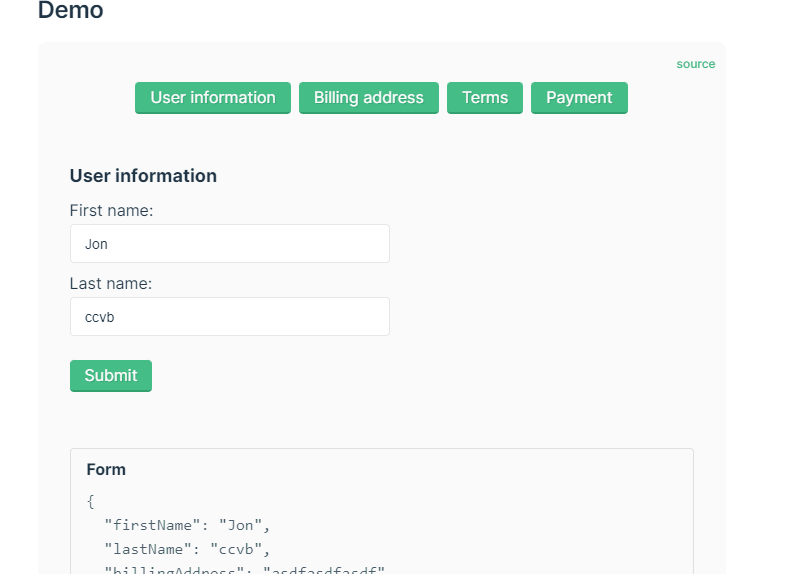 Demo
source
User information Billing address Terms Payment
User information
First name:
Jon
Last name:
ccvb
Submit
Form
{
"firstName": "Jon",
"lastName": "ccvb",
"billingAddress": "asdfasdfasdf"